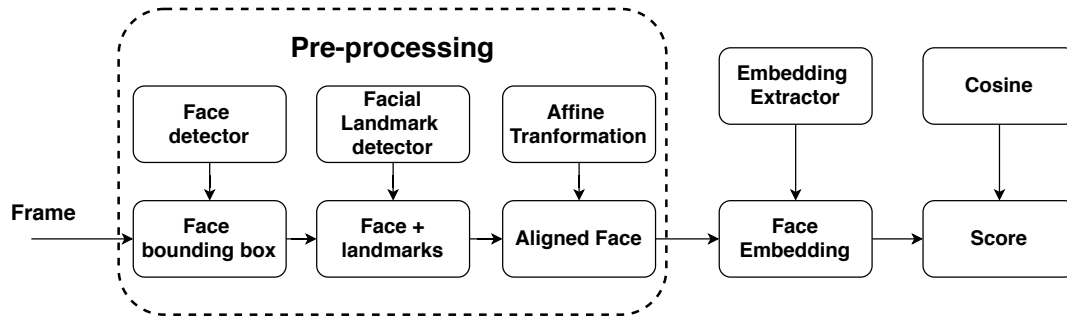 Pre-processing
Face
detector
Facial
Landmark
detector
Affine
Tranformation
Embedding
Extractor
Cosine
Frame
Face
bounding box
Face +
landmarks
Aligned Face
Face
Embedding
Score